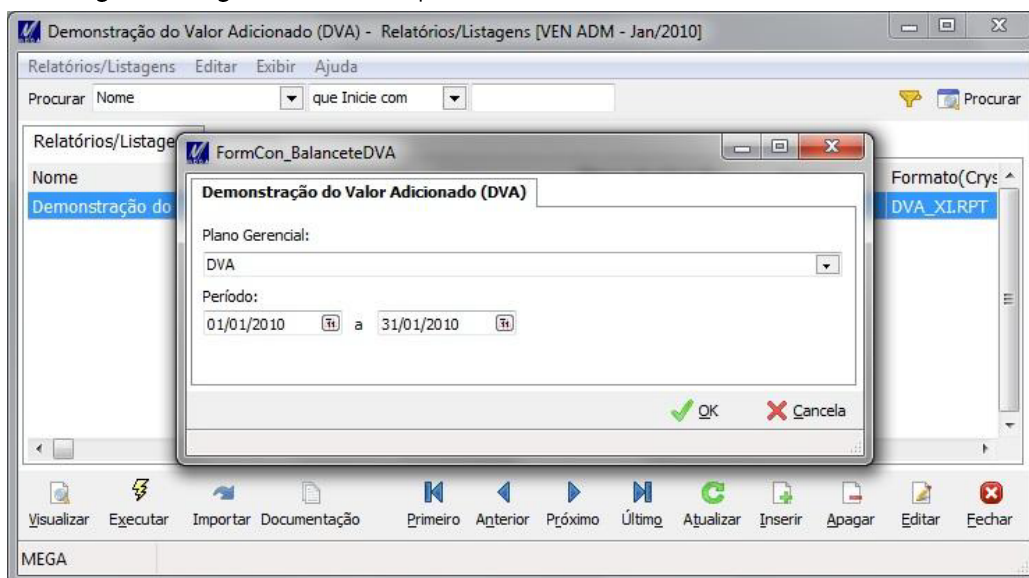 Demonstração do Valor Adicionado (DVA) - Relatórios/Listagens [VEN ADM - Jan/2010]
Relatórios/Listagens Editar Exibir Ajuda
Procurar Nome que Inicie com Procurar
Relatórios/Listage
FormCon_BalanceteDVA
Nome Formato(Crys
Demonstração do DVA_XI.RPT
Demonstração do Valor Adicionado (DVA)
Plano Gerencial:
DVA
Período:
01/01/2010 a 31/01/2010
OK Cancela
Visualizar Executar Importar Documentação Primeiro Anterior Próximo Último Atualizar Inserir Apagar Editar Fechar
MEGA